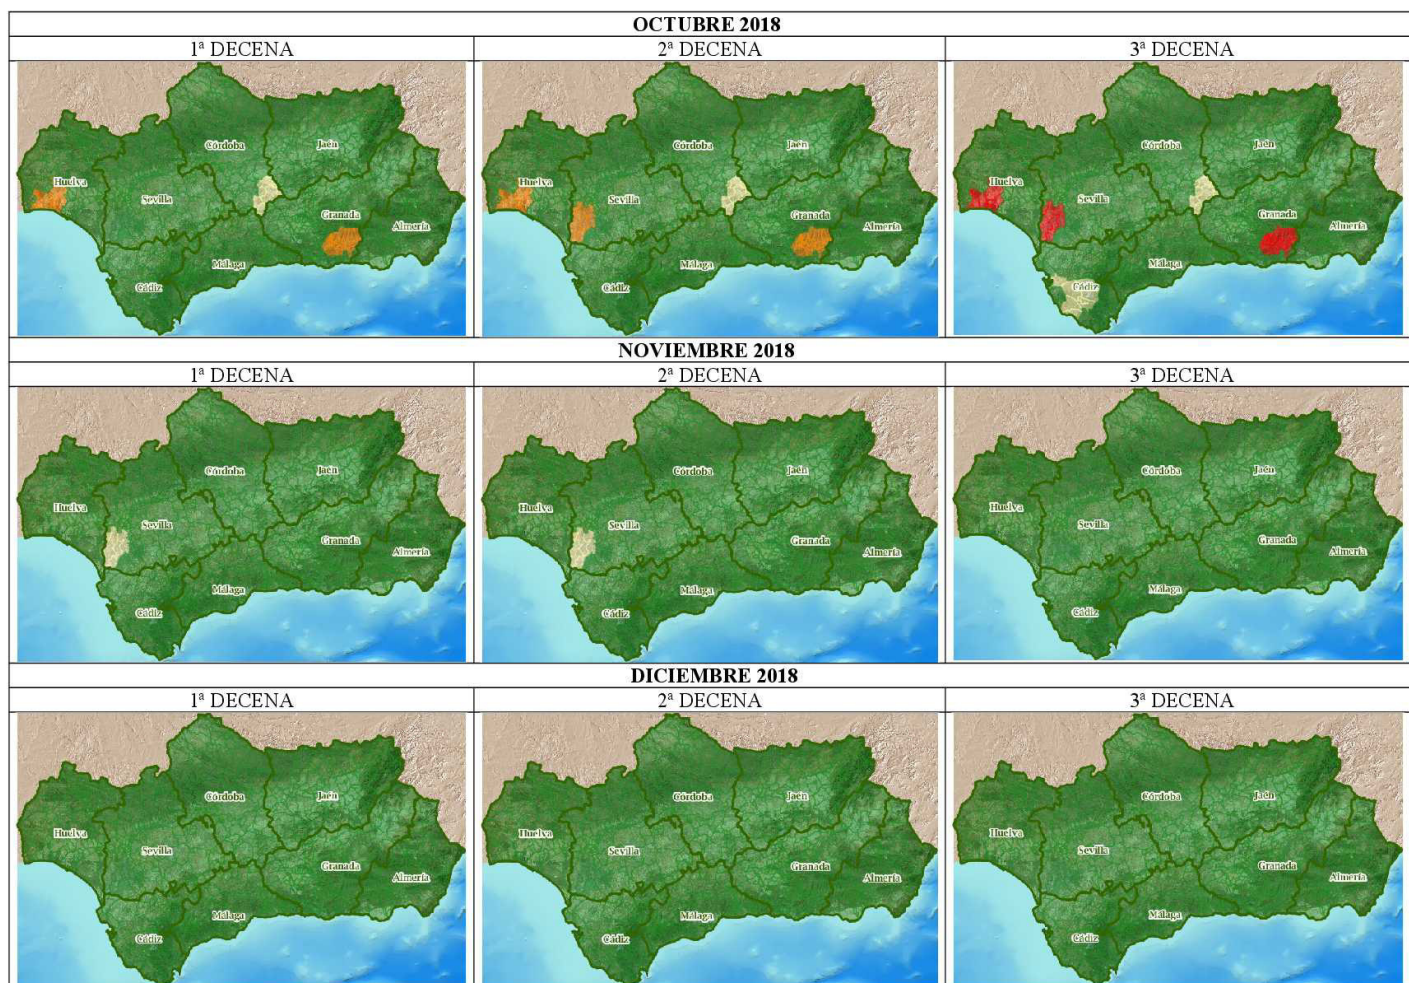 OCTUBRE 2018
1ª DECENA
2ª DECENA
3ª DECENA
Córdoba
Jaén
Huelva
Sevilla
Granada
Almería
Málaga
Cádiz
Córdoba
Jaén
Huelva
Sevilla
Granada
Almería
Málaga
Cádiz
Córdoba
Jaén
Huelva
Sevilla
Granada
Almería
Málaga
Cádiz
NOVIEMBRE 2018
1ª DECENA
2ª DECENA
3ª DECENA
Córdoba
Jaén
Huelva
Sevilla
Granada
Almería
Málaga
Cádiz
Córdoba
Jaén
Huelva
Sevilla
Granada
Almería
Málaga
Cádiz
Córdoba
Jaén
Huelva
Sevilla
Granada
Almería
Málaga
Cádiz
DICIEMBRE 2018
1ª DECENA
2ª DECENA
3ª DECENA
Córdoba
Jaén
Huelva
Sevilla
Granada
Almería
Málaga
Cádiz
Córdoba
Jaén
Huelva
Sevilla
Granada
Almería
Málaga
Cádiz
Córdoba
Jaén
Huelva
Sevilla
Granada
Almería
Málaga
Cádiz